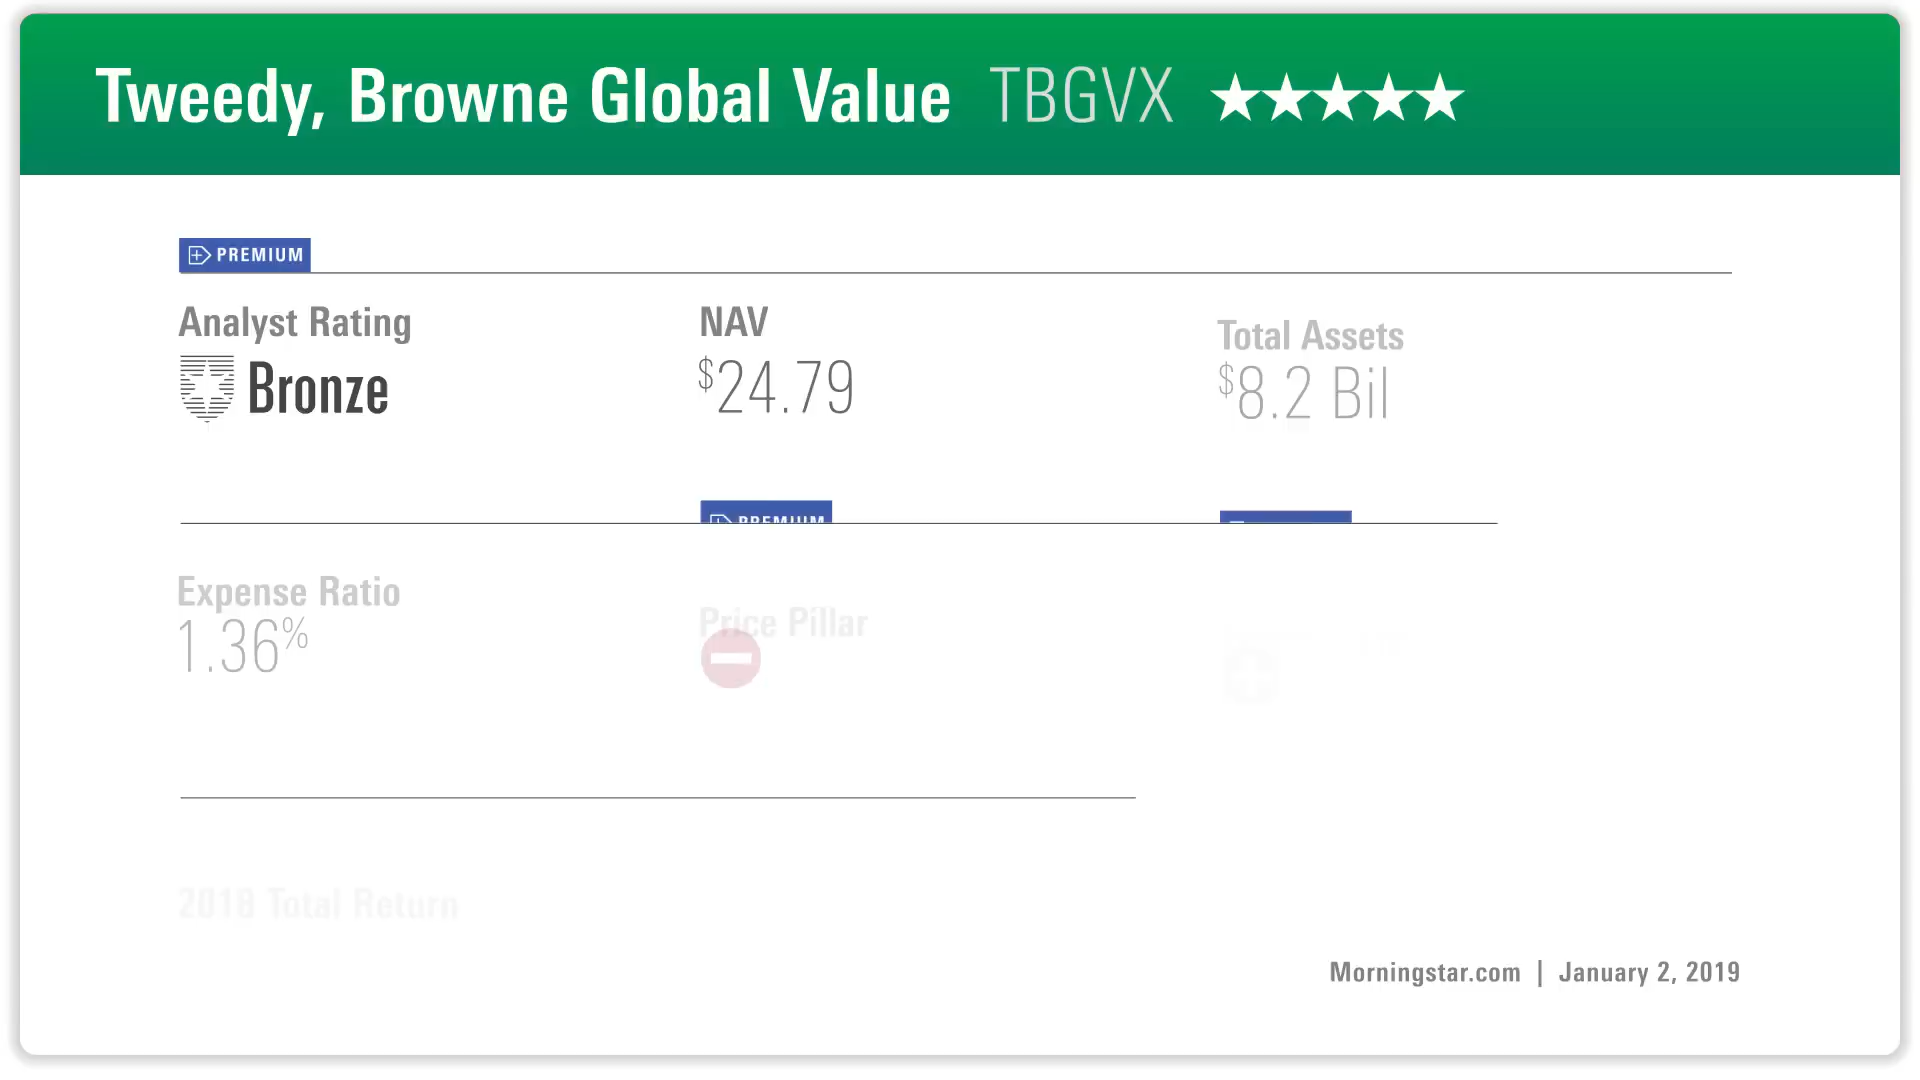 Tweedy, Browne Global Value TBGVX
PREMIUM
Analyst Rating NAV Total Assets
Bronze $24.79 $8.2 Bil
PREMIUM
Expense Ratio Price Pillar
1.36%
2018 Total Return
Morningstar.com | January 2, 2019